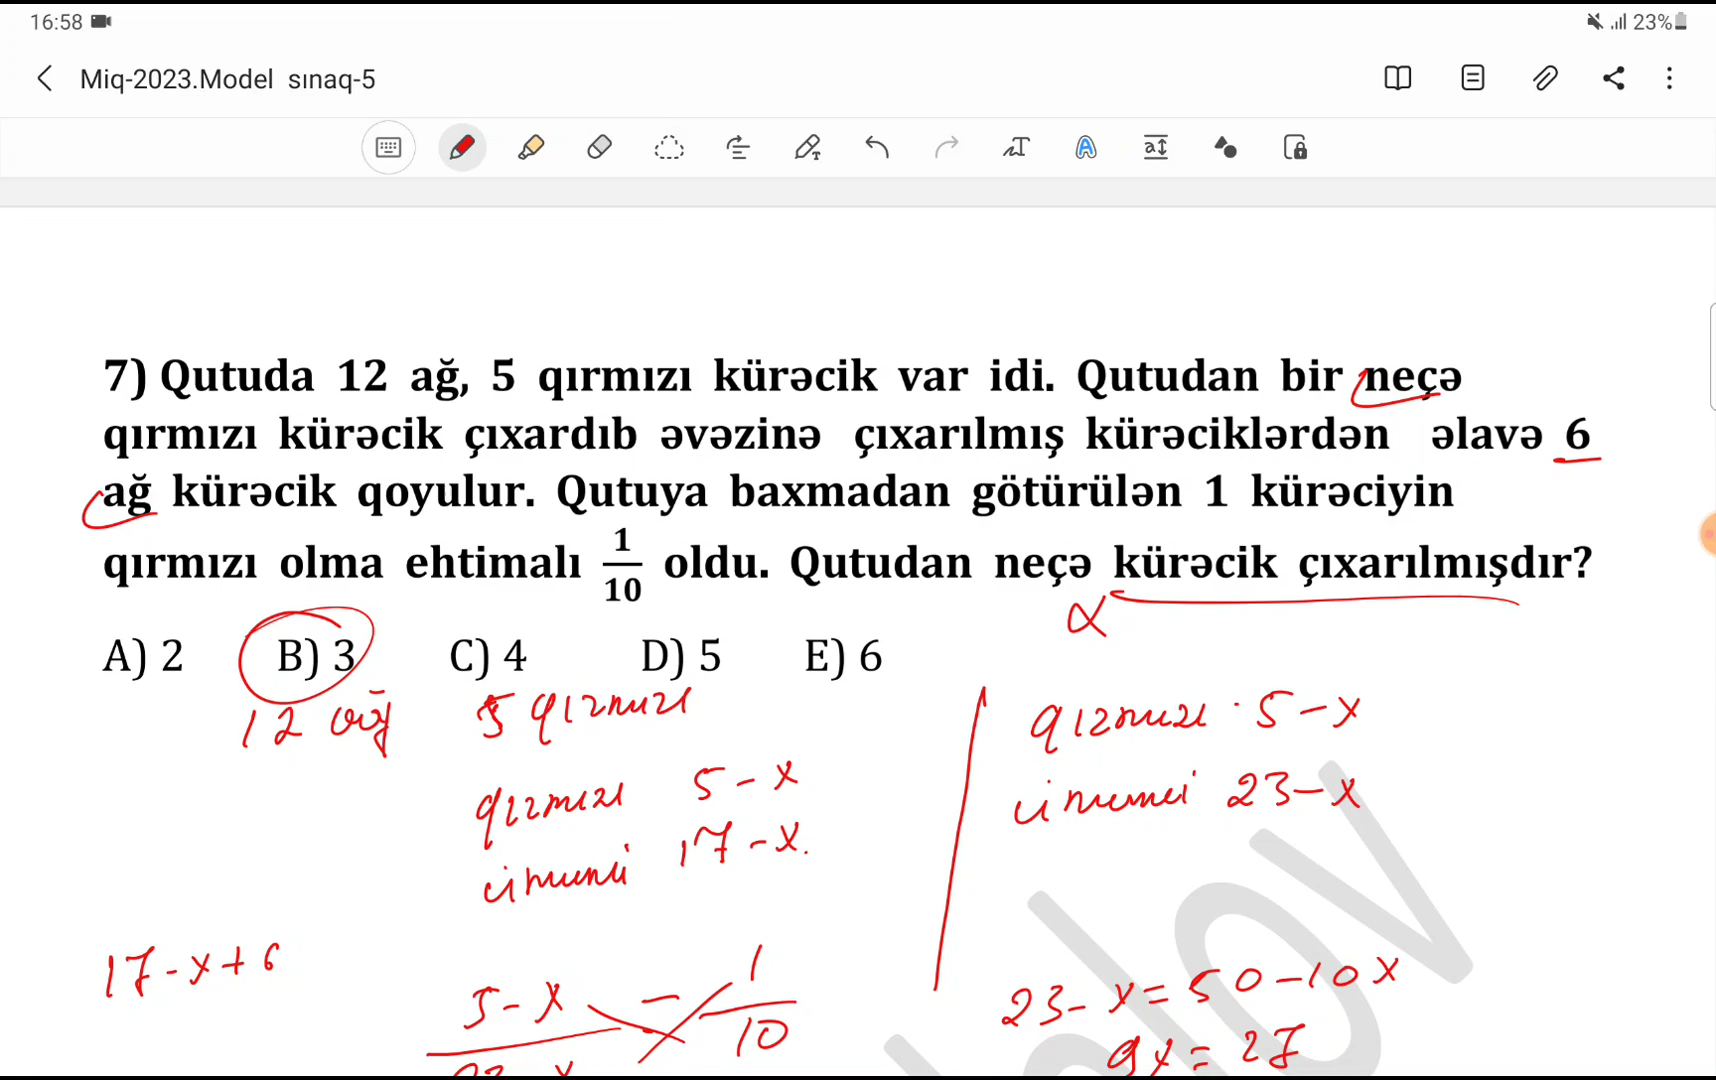 16:58
23%
Miq-2023.Model sınaq-5
7) Qutuda 12 ağ, 5 qırmızı kürəcik var idi. Qutudan bir neçə
qırmızı kürəcik çıxardıb əvəzinə çıxarılmış kürəciklərdən əlavə 6
ağ kürəcik qoyulur. Qutuya baxmadan götürülən 1 kürəciyin
qırmızı olma ehtimalı 1/10 oldu. Qutudan neçə kürəcik çıxarılmışdır?
x
A) 2 B) 3 C) 4 D) 5 E) 6
12 ağ 5 qızmızı
qızmızı 5-x
ümumi 17-x.
qızmızı 5-x
ümumi 23-x
17-x+6
5-x = 1
10
23-x=50-10x
9x=27